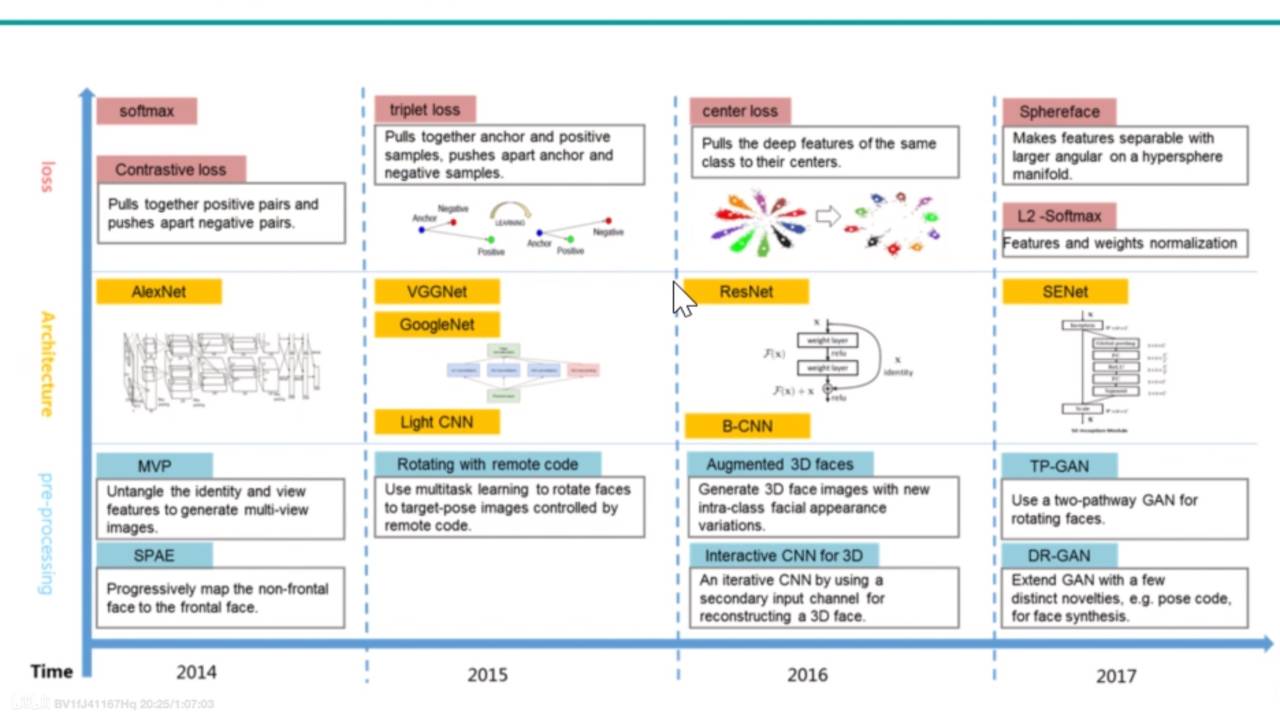 softmax
Contrastive loss
Pulls together positive pairs and
pushes apart negative pairs.
triplet loss
Pulls together anchor and positive
samples, pushes apart anchor and
negative samples.
Anchor
Negative
Positive
LEARNING
Anchor
Positive
Negative
center loss
Pulls the deep features of the same
class to their centers.
Sphereface
Makes features separable with
larger angular on a hypersphere
manifold.
L2 -Softmax
Features and weights normalization
loss
AlexNet
VGGNet
GoogleNet
Light CNN
ResNet
x
weight layer
F(x)
relu
weight layer
x
identity
F(x) + x
relu
B-CNN
SENet
Architecture
MVP
Untangle the identity and view
features to generate multi-view
images.
SPAE
Progressively map the non-frontal
face to the frontal face.
Rotating with remote code
Use multitask learning to rotate faces
to target-pose images controlled by
remote code.
Augmented 3D faces
Generate 3D face images with new
intra-class facial appearance
variations.
Interactive CNN for 3D
An iterative CNN by using a
secondary input channel for
reconstructing a 3D face.
TP-GAN
Use a two-pathway GAN for
rotating faces.
DR-GAN
Extend GAN with a few
distinct novelties, e.g. pose code,
for face synthesis.
pre-processing
Time
2014
2015
2016
2017
BV1fJ41167Hq 20:25/1:07:03